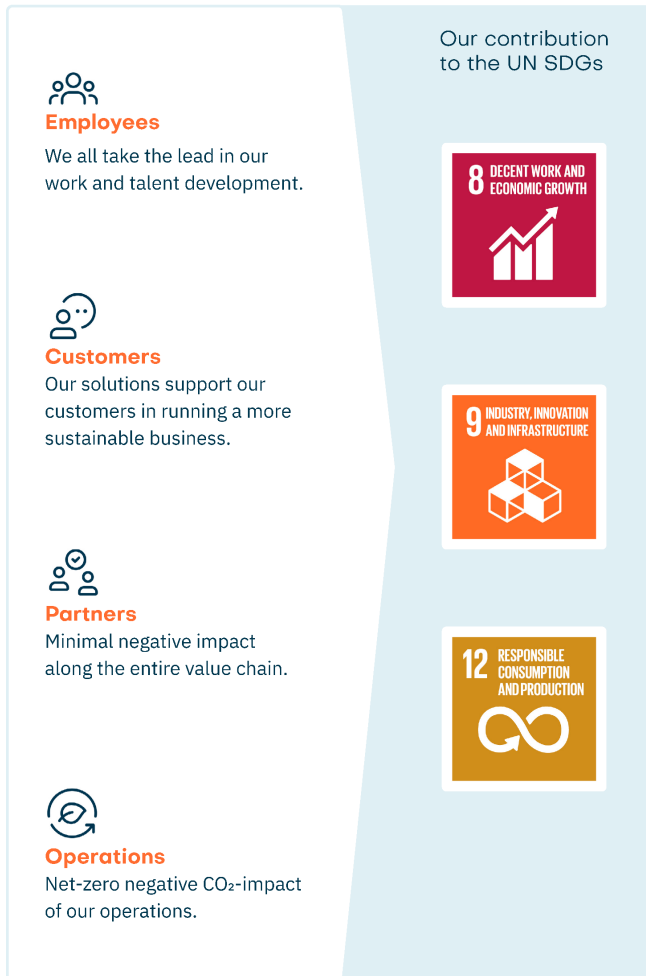 Our contribution
to the UN SDGs
Employees
We all take the lead in our
work and talent development.
8 DECENT WORK AND
ECONOMIC GROWTH
Customers
Our solutions support our
customers in running a more
sustainable business.
9 INDUSTRY, INNOVATION
AND INFRASTRUCTURE
Partners
Minimal negative impact
along the entire value chain.
12 RESPONSIBLE
CONSUMPTION
AND PRODUCTION
Operations
Net-zero negative CO₂-impact
of our operations.